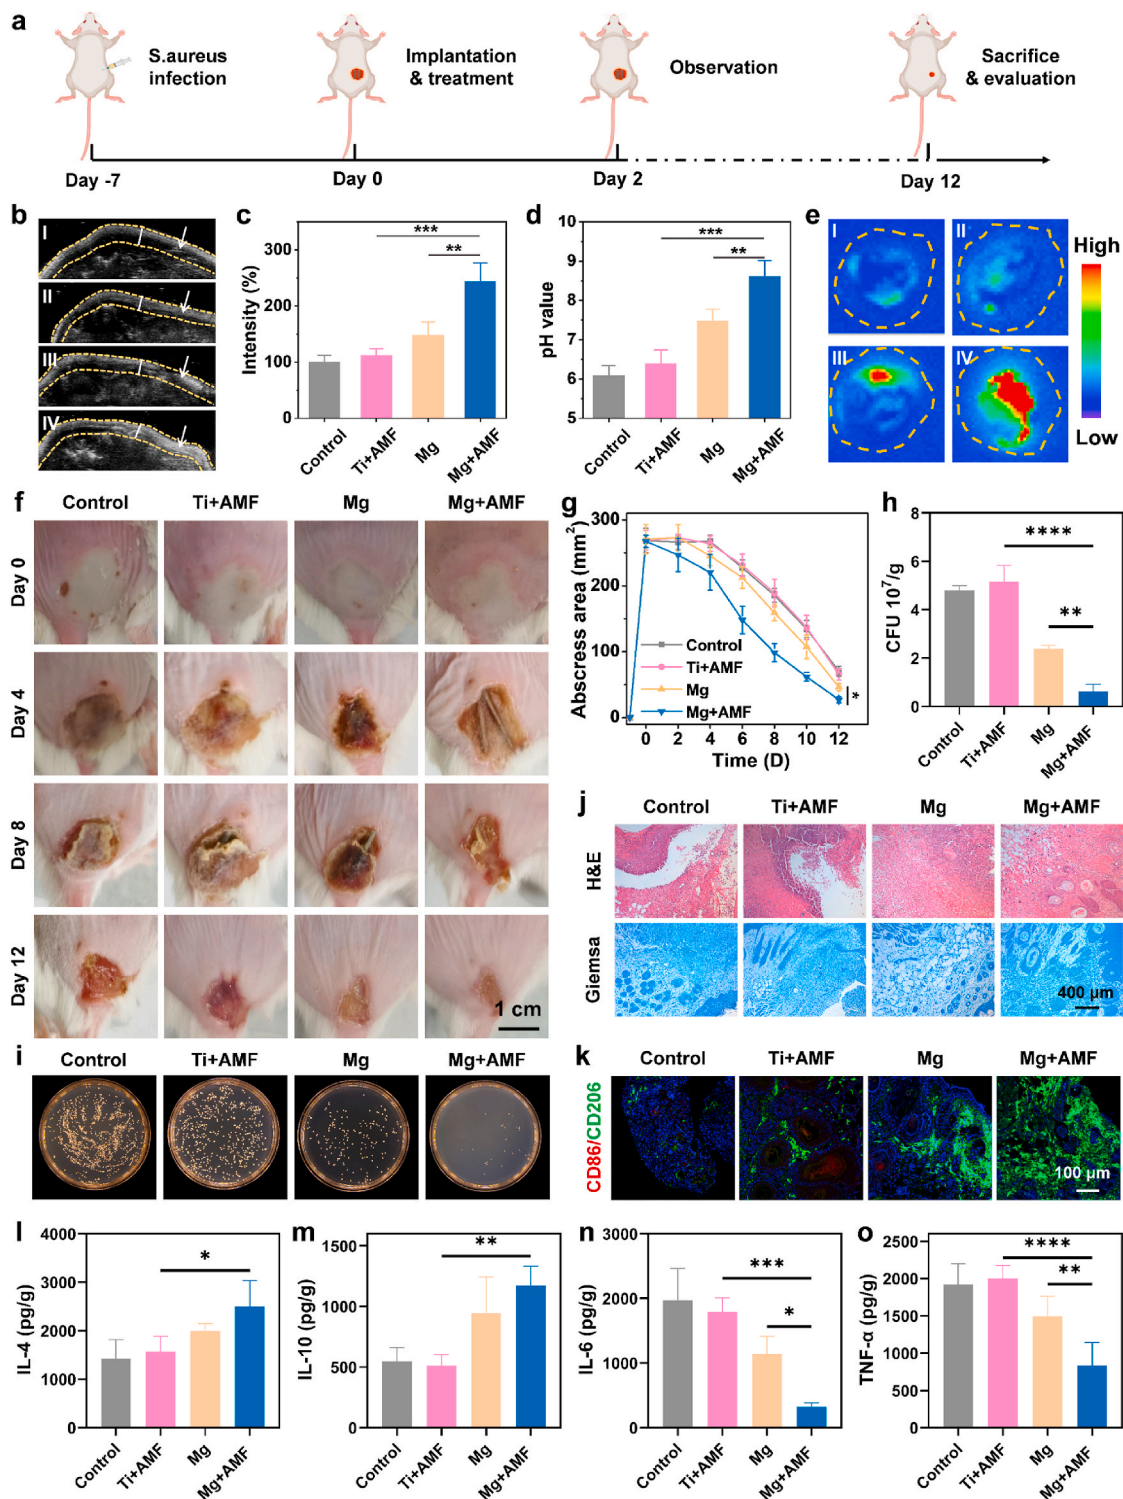 a
S.aureus
infection
Implantation
& treatment
Observation
Sacrifice
& evaluation
Day -7
Day 0
Day 2
Day 12
b
I
II
III
IV
c
Intensity (%)
350
300
200
100
0
***
**
Control
Ti+AMF
Mg
Mg+AMF
d
pH value
10
9
8
7
6
5
***
**
Control
Ti+AMF
Mg
Mg+AMF
e
I
II
III
IV
High
Low
f
Control
Ti+AMF
Mg
Mg+AMF
Day 0
Day 4
Day 8
Day 12
1 cm
g
Abscress area (mm²)
300
200
100
0
Control
Ti+AMF
Mg
Mg+AMF
*
0 2 4 6 8 10 12
Time (D)
h
CFU 10⁷/g
8
6
4
2
0
****
**
Control
Ti+AMF
Mg
Mg+AMF
i
Control
Ti+AMF
Mg
Mg+AMF
j
Control
Ti+AMF
Mg
Mg+AMF
H&E
Giemsa
400 μm
k
Control
Ti+AMF
Mg
Mg+AMF
CD86/CD206
100 μm
l
IL-4 (pg/g)
4000
3000
2000
1000
0
*
Control
Ti+AMF
Mg
Mg+AMF
m
IL-10 (pg/g)
1500
1000
500
0
**
Control
Ti+AMF
Mg
Mg+AMF
n
IL-6 (pg/g)
3000
2000
1000
0
***
*
Control
Ti+AMF
Mg
Mg+AMF
o
TNF-α (pg/g)
2500
2000
1500
1000
500
0
****
**
Control
Ti+AMF
Mg
Mg+AMF